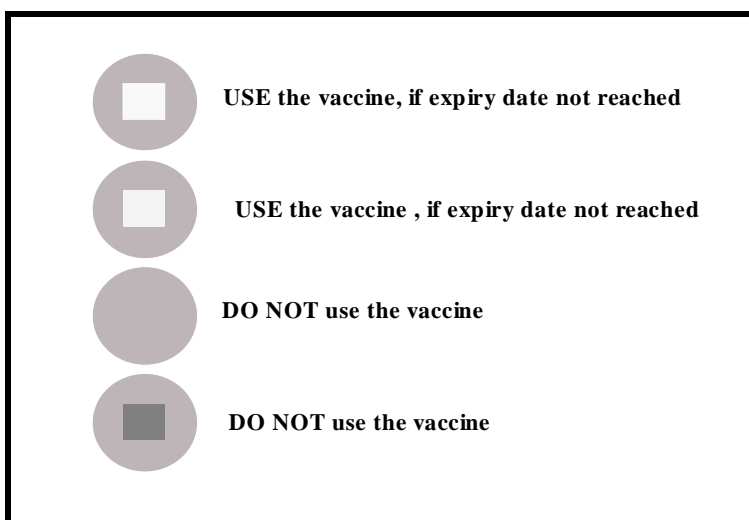 USE the vaccine, if expiry date not reached
USE the vaccine , if expiry date not reached
DO NOT use the vaccine
DO NOT use the vaccine